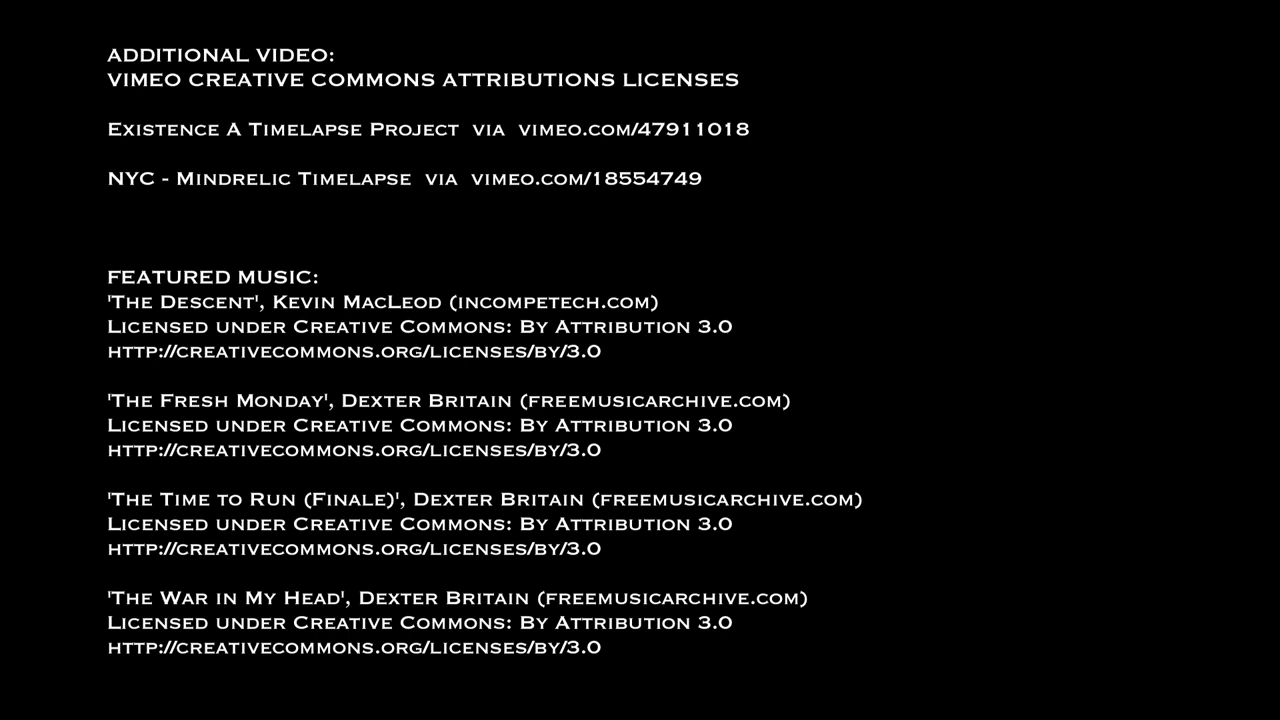 ADDITIONAL VIDEO:
VIMEO CREATIVE COMMONS ATTRIBUTIONS LICENSES
Existence A Timelapse Project via vimeo.com/47911018
NYC - Mindrelic Timelapse via vimeo.com/18554749
FEATURED MUSIC:
'The Descent', Kevin MacLeod (incompetech.com)
Licensed under Creative Commons: By Attribution 3.0
http://creativecommons.org/licenses/by/3.0
'The Fresh Monday', Dexter Britain (freemusicarchive.com)
Licensed under Creative Commons: By Attribution 3.0
http://creativecommons.org/licenses/by/3.0
'The Time to Run (Finale)', Dexter Britain (freemusicarchive.com)
Licensed under Creative Commons: By Attribution 3.0
http://creativecommons.org/licenses/by/3.0
'The War in My Head', Dexter Britain (freemusicarchive.com)
Licensed under Creative Commons: By Attribution 3.0
http://creativecommons.org/licenses/by/3.0